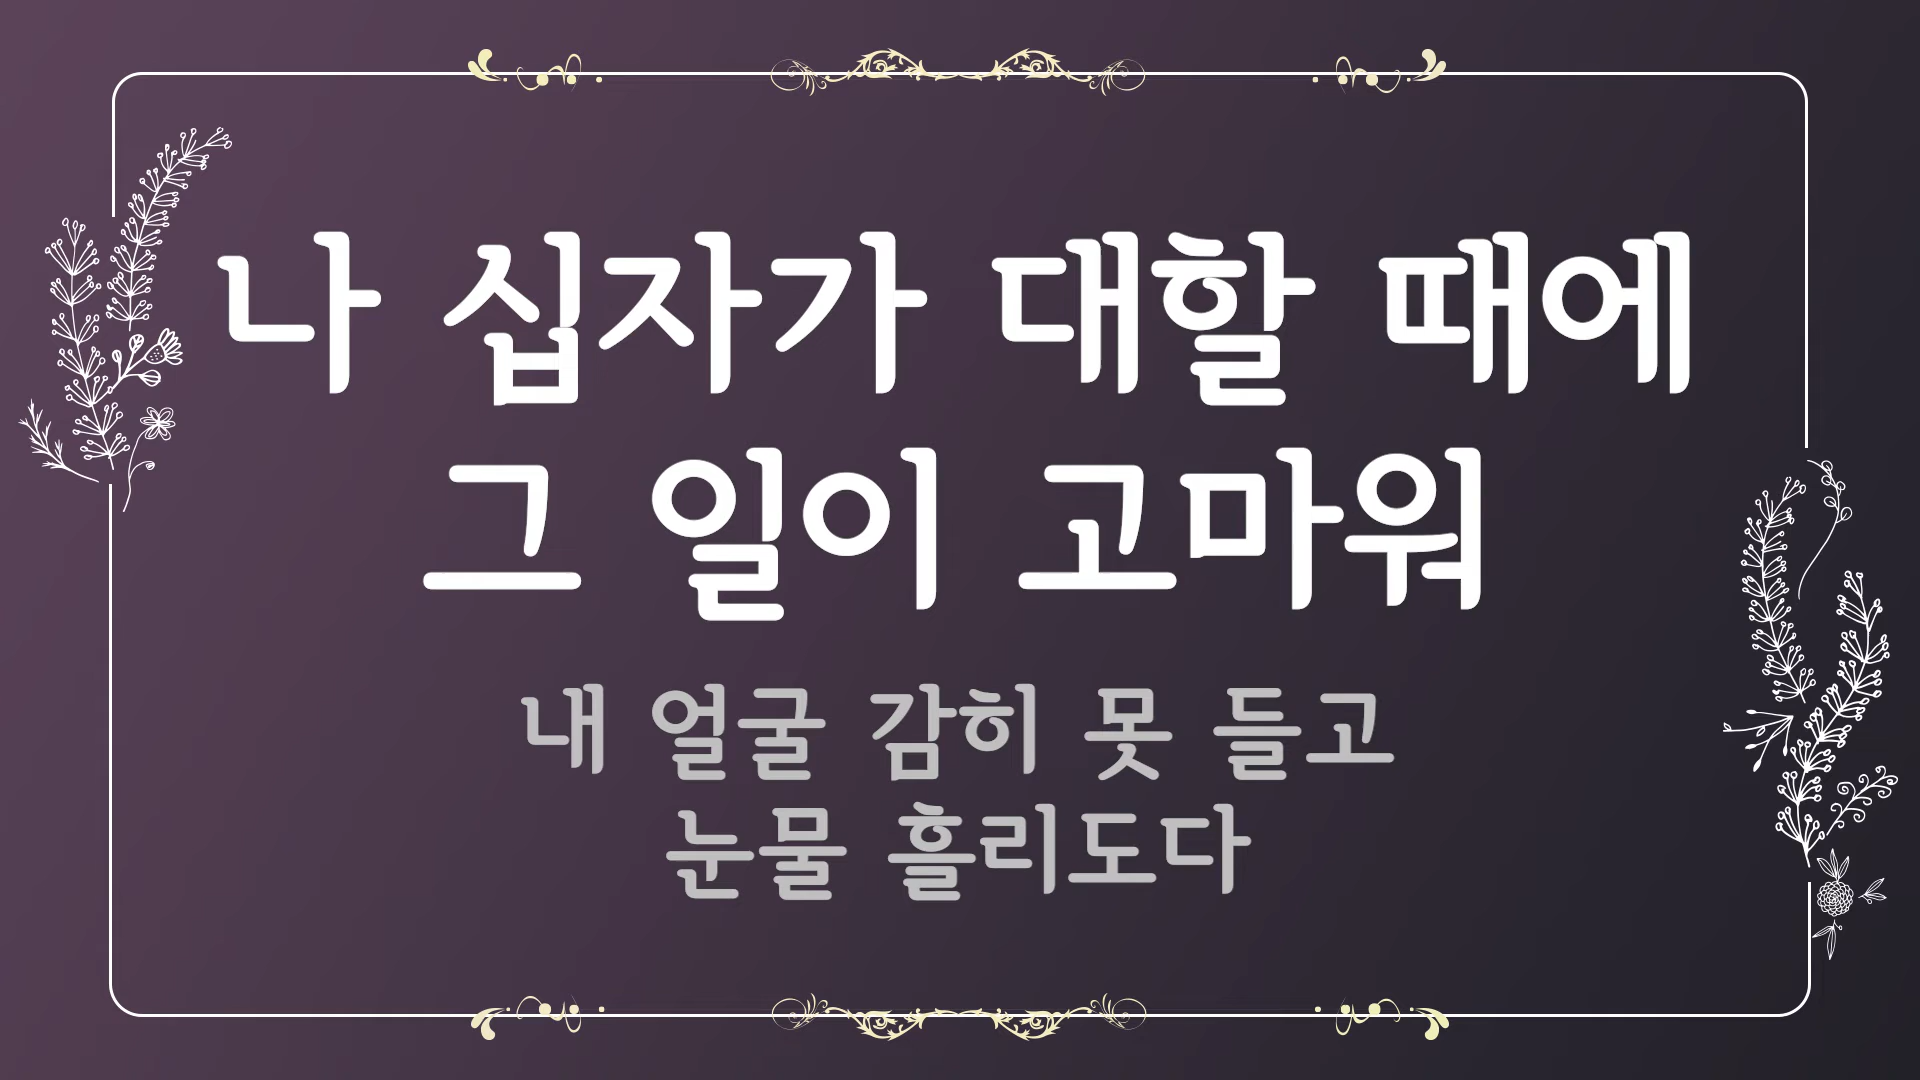 나 십자가 대할 때에
그 일이 고마워
내 얼굴 감히 못 들고
눈물 흘리도다